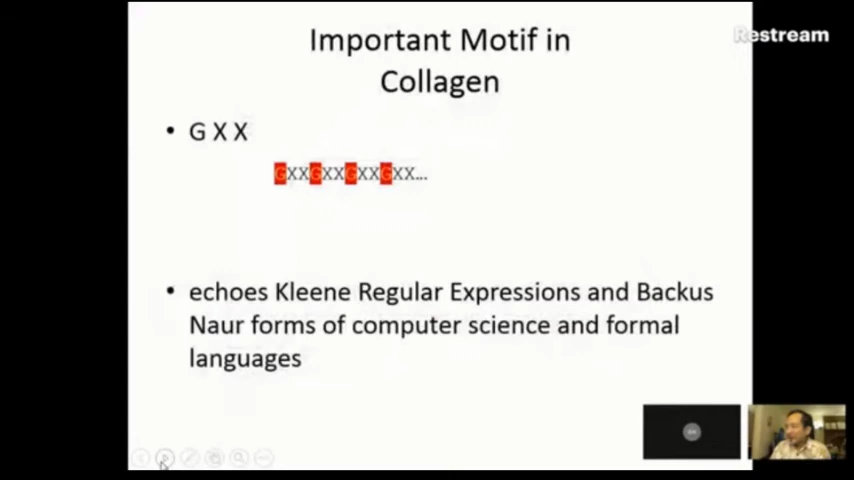 Important Motif in
Collagen
Restream
• G X X
GXXGXXGXXGXX...
• echoes Kleene Regular Expressions and Backus
Naur forms of computer science and formal
languages